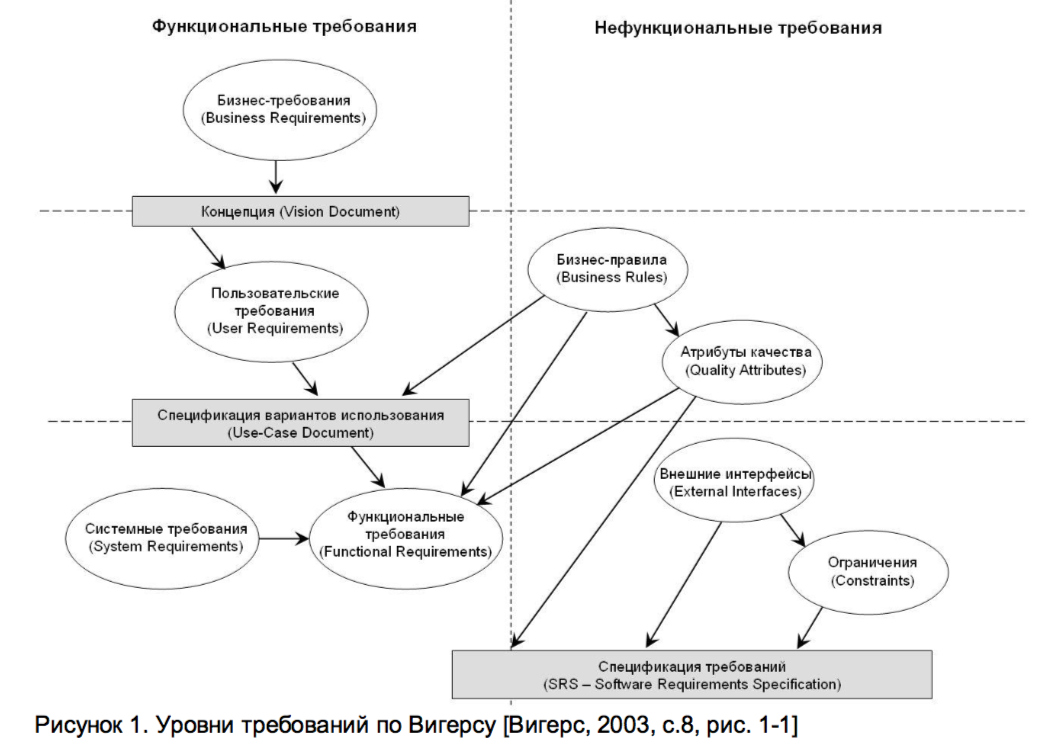 Функциональные требования
Нефункциональные требования
Бизнес-требования
(Business Requirements)
Концепция (Vision Document)
Бизнес-правила
(Business Rules)
Пользовательские
требования
(User Requirements)
Атрибуты качества
(Quality Attributes)
Спецификация вариантов использования
(Use-Case Document)
Внешние интерфейсы
(External Interfaces)
Системные требования
(System Requirements)
Функциональные
требования
(Functional Requirements)
Ограничения
(Constraints)
Спецификация требований
(SRS – Software Requirements Specification)
Рисунок 1. Уровни требований по Вигерсу [Вигерс, 2003, с.8, рис. 1-1]